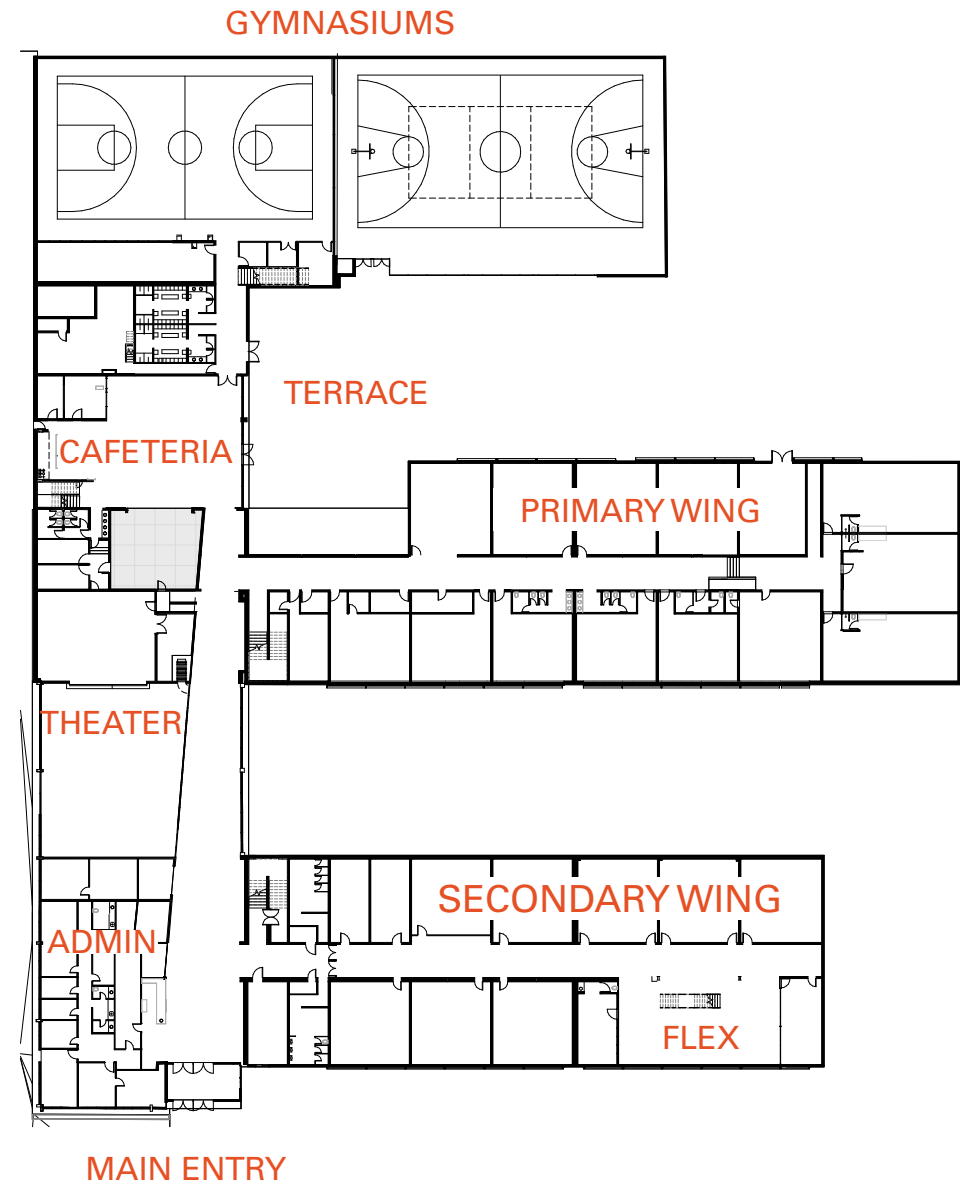 GYMNASIUMS
TERRACE
CAFETERIA
PRIMARY WING
THEATER
SECONDARY WING
ADMIN
FLEX
MAIN ENTRY